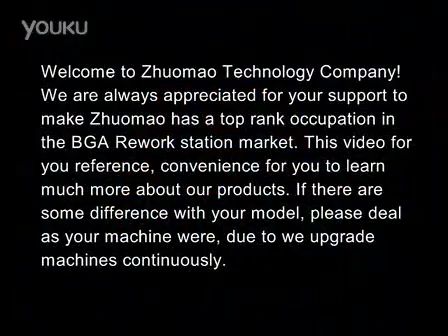 YOUKU
Welcome to Zhuomao Technology Company!
We are always appreciated for your support to
make Zhuomao has a top rank occupation in
the BGA Rework station market. This video for
you reference, convenience for you to learn
much more about our products. If there are
some difference with your model, please deal
as your machine were, due to we upgrade
machines continuously.